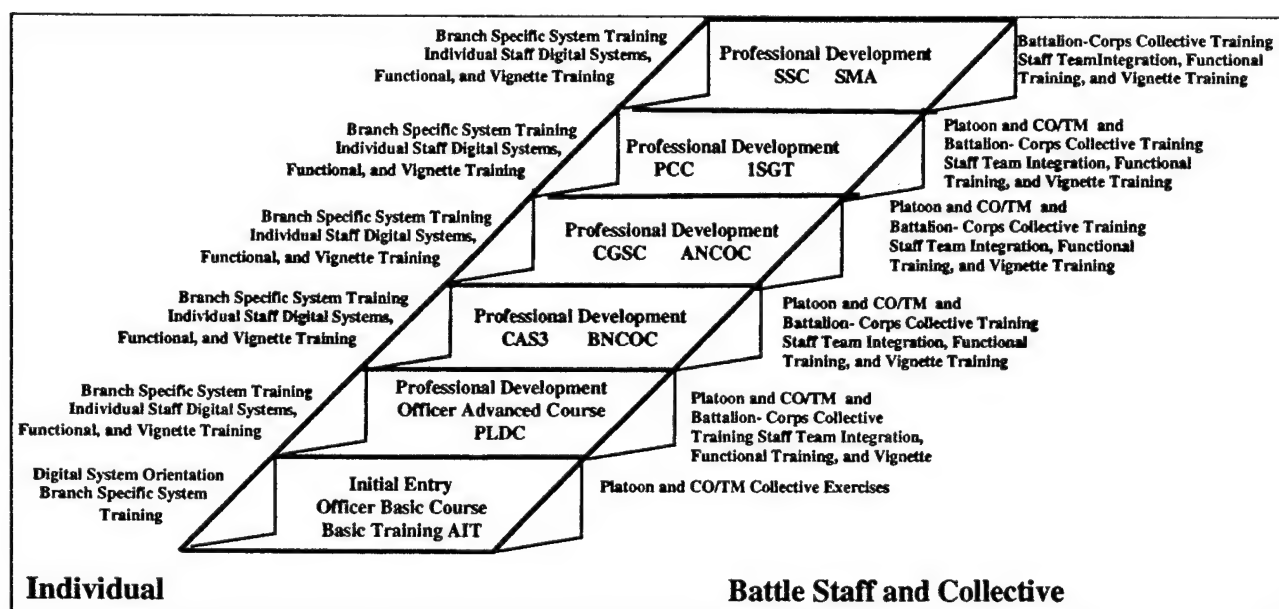 Branch Specific System Training
Individual Staff Digital Systems,
Functional, and Vignette Training
Professional Development
SSC SMA
Battalion-Corps Collective Training
Staff TeamIntegration, Functional
Training, and Vignette Training
Branch Specific System Training
Individual Staff Digital Systems,
Functional, and Vignette Training
Professional Development
PCC 1SGT
Platoon and CO/TM and
Battalion- Corps Collective Training
Staff Team Integration, Functional
Training, and Vignette Training
Branch Specific System Training
Individual Staff Digital Systems,
Functional, and Vignette Training
Professional Development
CGSC ANCOC
Platoon and CO/TM and
Battalion- Corps Collective Training
Staff Team Integration, Functional
Training, and Vignette Training
Branch Specific System Training
Individual Staff Digital Systems,
Functional, and Vignette Training
Professional Development
CAS3 BNCOC
Platoon and CO/TM and
Battalion- Corps Collective Training
Staff Team Integration, Functional
Training, and Vignette Training
Branch Specific System Training
Individual Staff Digital Systems,
Functional, and Vignette Training
Professional Development
Officer Advanced Course
PLDC
Platoon and CO/TM and
Battalion- Corps Collective
Training Staff Team Integration,
Functional Training, and Vignette
Digital System Orientation
Branch Specific System
Training
Initial Entry
Officer Basic Course
Basic Training AIT
Platoon and CO/TM Collective Exercises
Individual
Battle Staff and Collective